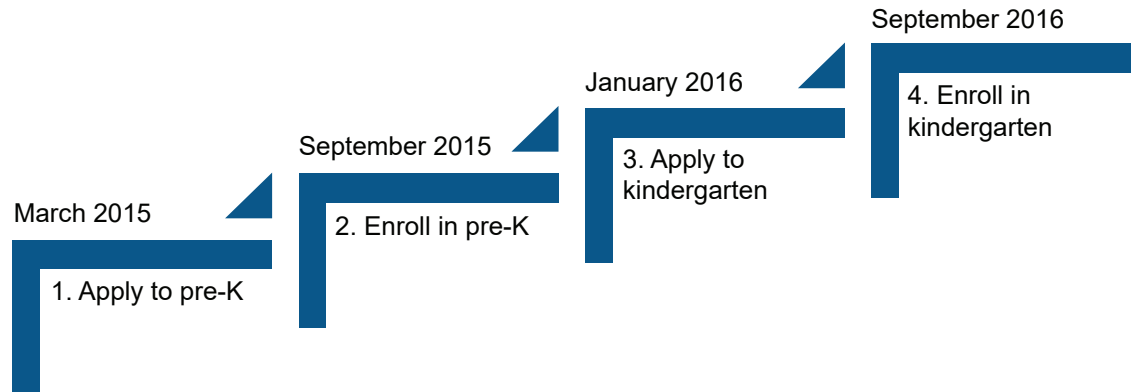 March 2015
1. Apply to pre-K
September 2015
2. Enroll in pre-K
January 2016
3. Apply to
kindergarten
September 2016
4. Enroll in
kindergarten